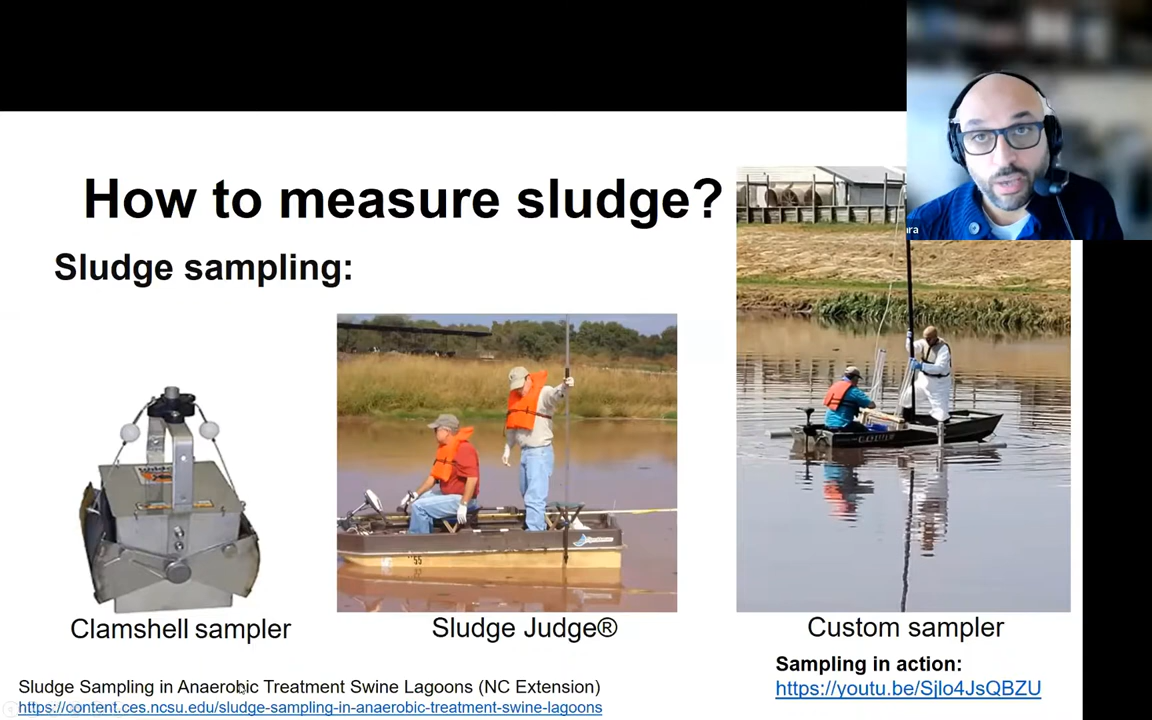 How to measure sludge?
Sludge sampling:
ara
55
Clamshell sampler
Sludge Judge®
Custom sampler
Sampling in action:
https://youtu.be/Sjlo4JsQBZU
Sludge Sampling in Anaerobic Treatment Swine Lagoons (NC Extension)
https://content.ces.ncsu.edu/sludge-sampling-in-anaerobic-treatment-swine-lagoons